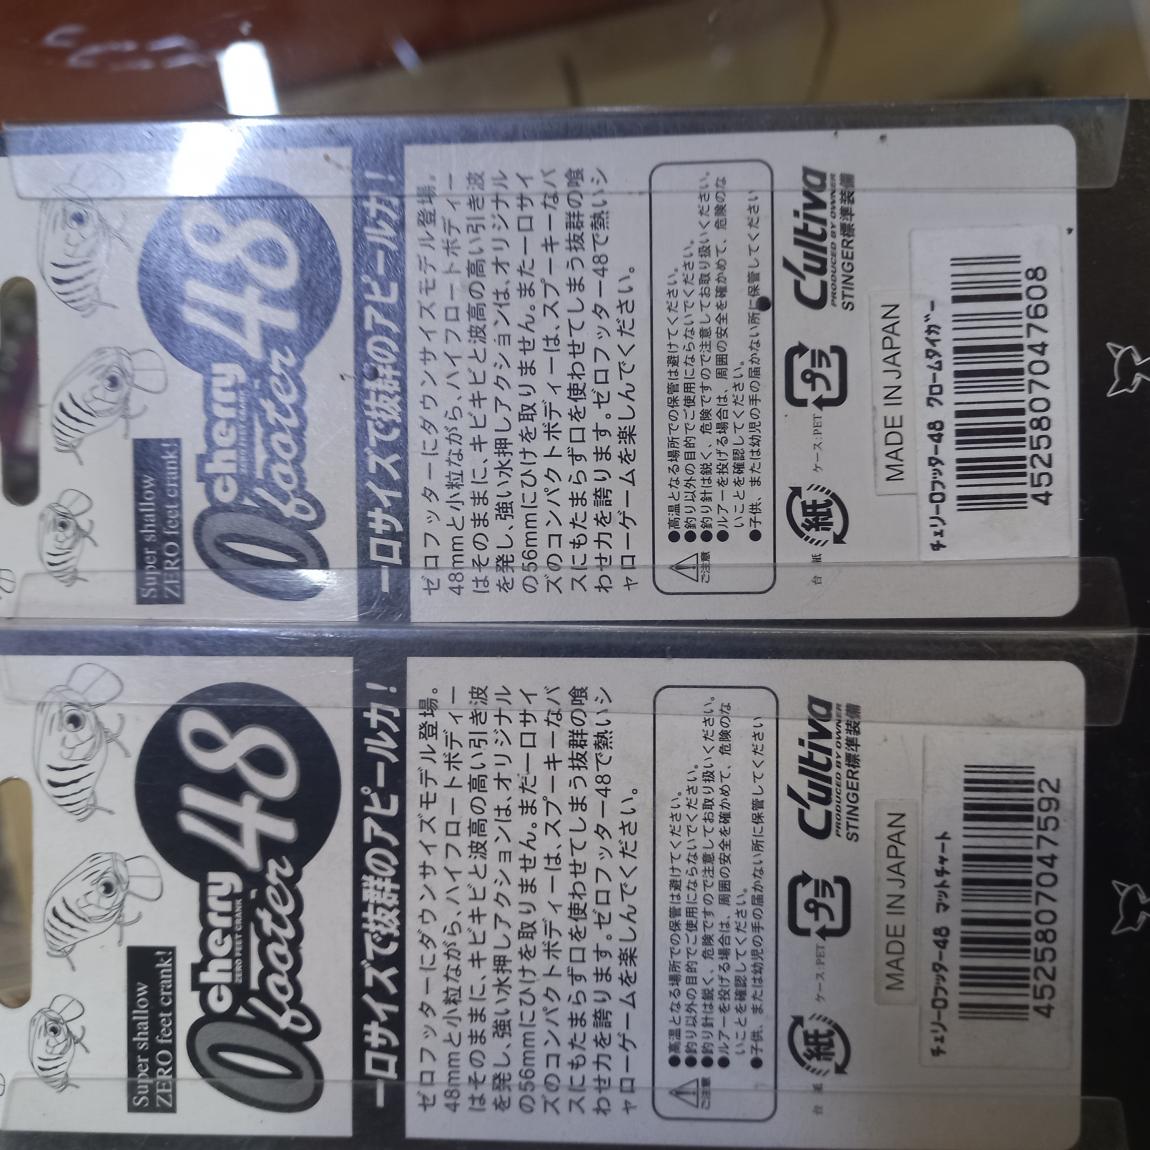 Super shallow
ZERO feet crank!
cherry
ZERO FEET CRANK
0 footer 48
一口サイズで抜群のアピール力!
ゼロフッターにダウンサイズモデル登場。
48mmと小粒ながら、ハイフロートボディー
はそのままに、キビキビと波高の高い引き波
を発し、強い水押しアクションは、オリジナル
の56mmにひけを取りません。また一口サイ
ズのコンパクトボディーは、スプーキーなバ
スにもたまらず口を使わせてしまう抜群の喰
わせ力を誇ります。ゼロフッター48で熱いシ
ャローゲームを楽しんでください。
ご注意
●高温となる場所での保管は避けてください。
●釣り以外の目的でご使用にならないでください。
●釣り針は鋭く、危険ですので注意してお取り扱いください。
●ルアーを投げる場合は、周囲の安全を確かめて、危険のな
いことを確認してください。
●子供、または幼児の手の届かない所に保管してください
台紙
紙
ケース:PET
プラ
C'ultiva
PRODUCED BY OWNER
STINGER標準装備
MADE IN JAPAN
チェリー0フッター48 クロームタイガー
4525807047608
Super shallow
ZERO feet crank!
cherry
ZERO FEET CRANK
0 footer 48
一口サイズで抜群のアピール力!
ゼロフッターにダウンサイズモデル登場。
48mmと小粒ながら、ハイフロートボディー
はそのままに、キビキビと波高の高い引き波
を発し、強い水押しアクションは、オリジナル
の56mmにひけを取りません。また一口サイ
ズのコンパクトボディーは、スプーキーなバ
スにもたまらず口を使わせてしまう抜群の喰
わせ力を誇ります。ゼロフッター48で熱いシ
ャローゲームを楽しんでください。
ご注意
●高温となる場所での保管は避けてください。
●釣り以外の目的でご使用にならないでください。
●釣り針は鋭く、危険ですので注意してお取り扱いください。
●ルアーを投げる場合は、周囲の安全を確かめて、危険のな
いことを確認してください。
●子供、または幼児の手の届かない所に保管してください
台紙
紙
ケース:PET
プラ
C'ultiva
PRODUCED BY OWNER
STINGER標準装備
MADE IN JAPAN
チェリー0フッター48 マットチャート
4525807047592